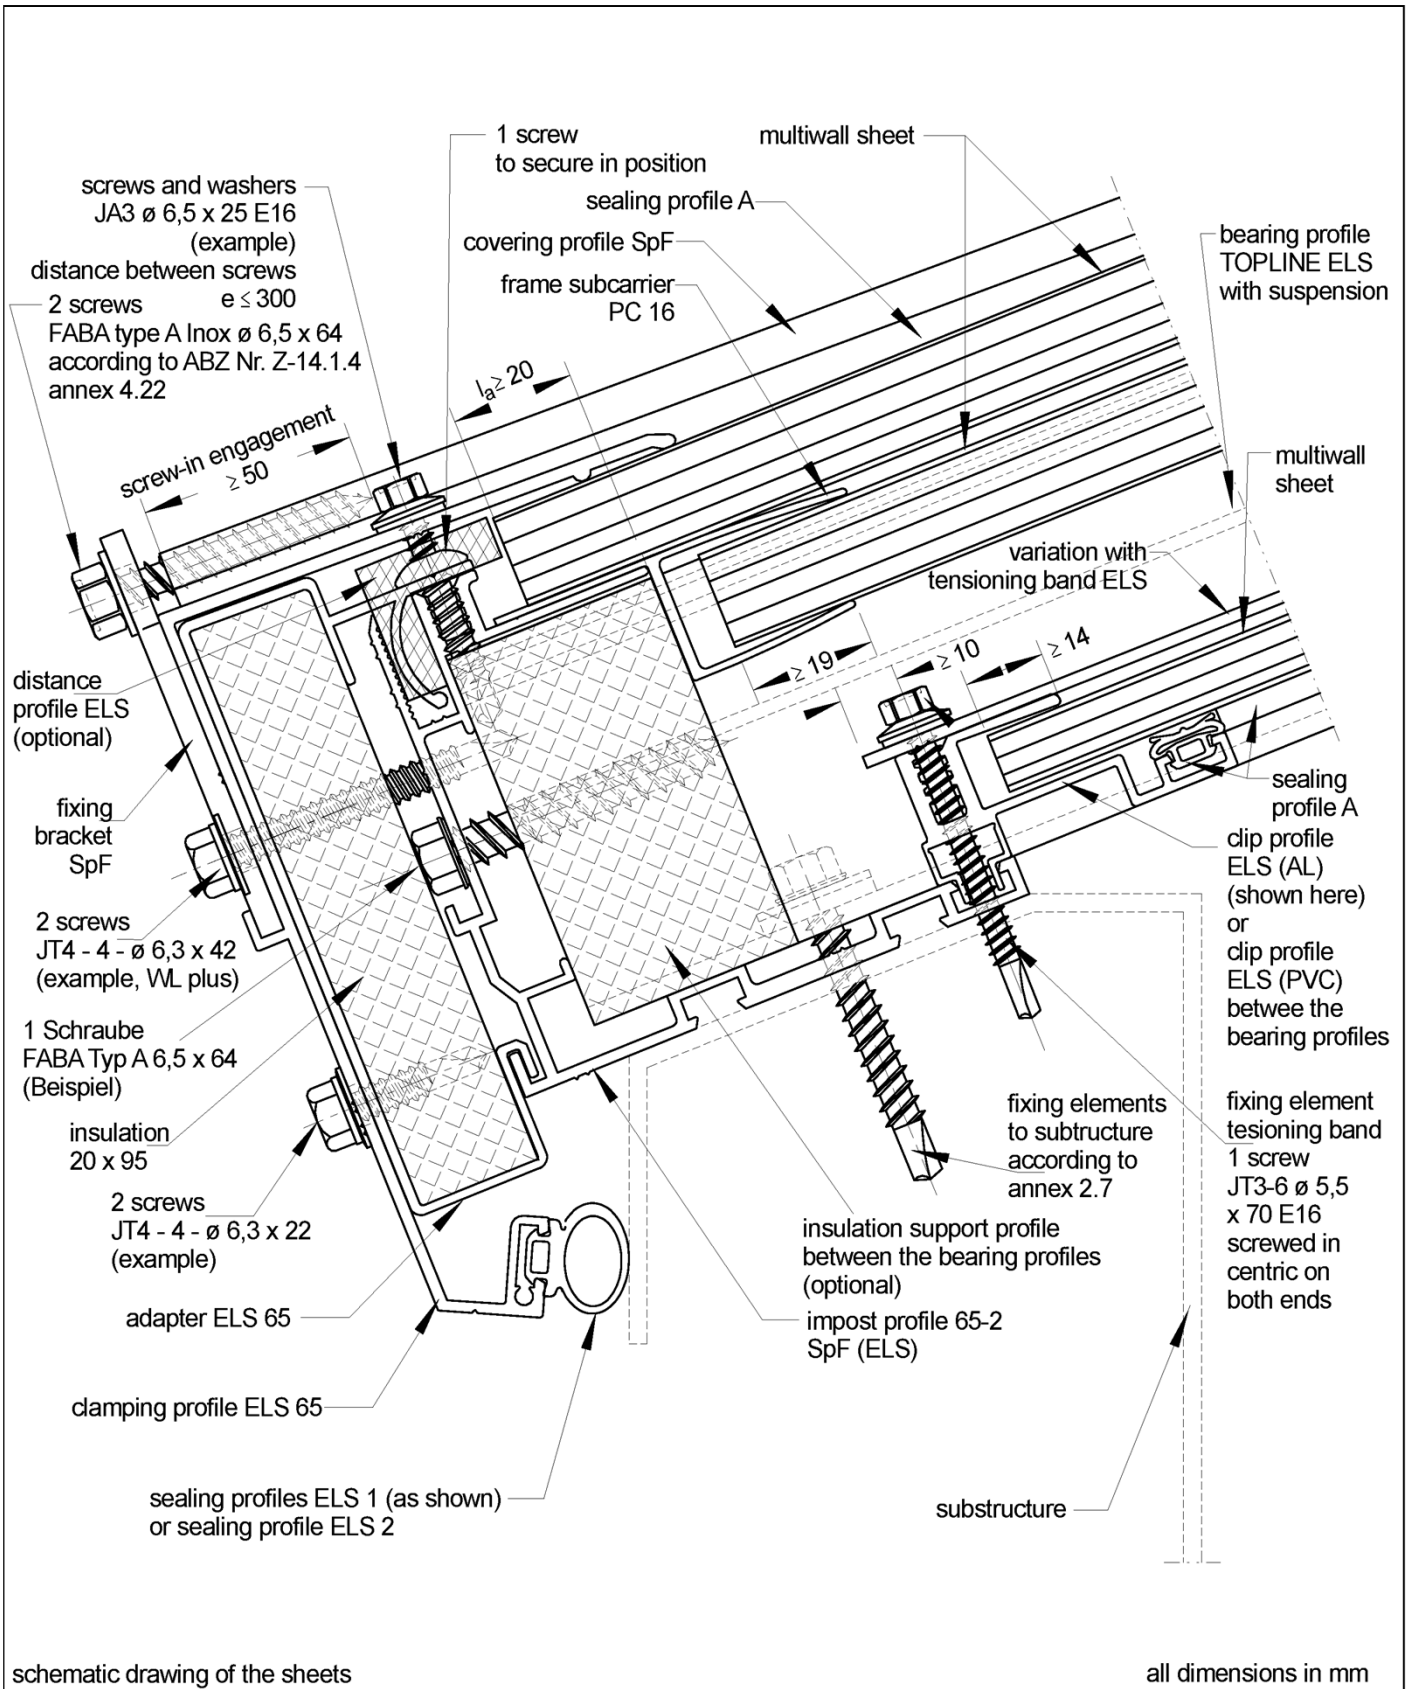 1 screw
to secure in position
multiwall sheet
screws and washers
JA3 ø 6,5 x 25 E16
(example)
distance between screws
e ≤ 300
sealing profile A
covering profile SpF
frame subcarrier
PC 16
bearing profile
TOPLINE ELS
with suspension
2 screws
FABA type A Inox ø 6,5 x 64
according to ABZ Nr. Z-14.1.4
annex 4.22
la ≥ 20
screw-in engagement
≥ 50
multiwall
sheet
variation with
tensioning band ELS
≥ 19
≥ 10
≥ 14
distance
profile ELS
(optional)
fixing
bracket
SpF
sealing
profile A
clip profile
ELS (AL)
(shown here)
or
clip profile
ELS (PVC)
betwee the
bearing profiles
2 screws
JT4 - 4 - ø 6,3 x 42
(example, WL plus)
1 Schraube
FABA Typ A 6,5 x 64
(Beispiel)
insulation
20 x 95
2 screws
JT4 - 4 - ø 6,3 x 22
(example)
fixing elements
to subtructure
according to
annex 2.7
fixing element
tesioning band
1 screw
JT3-6 ø 5,5
x 70 E16
screwed in
centric on
both ends
insulation support profile
between the bearing profiles
(optional)
adapter ELS 65
impost profile 65-2
SpF (ELS)
clamping profile ELS 65
sealing profiles ELS 1 (as shown)
or sealing profile ELS 2
substructure
schematic drawing of the sheets
all dimensions in mm